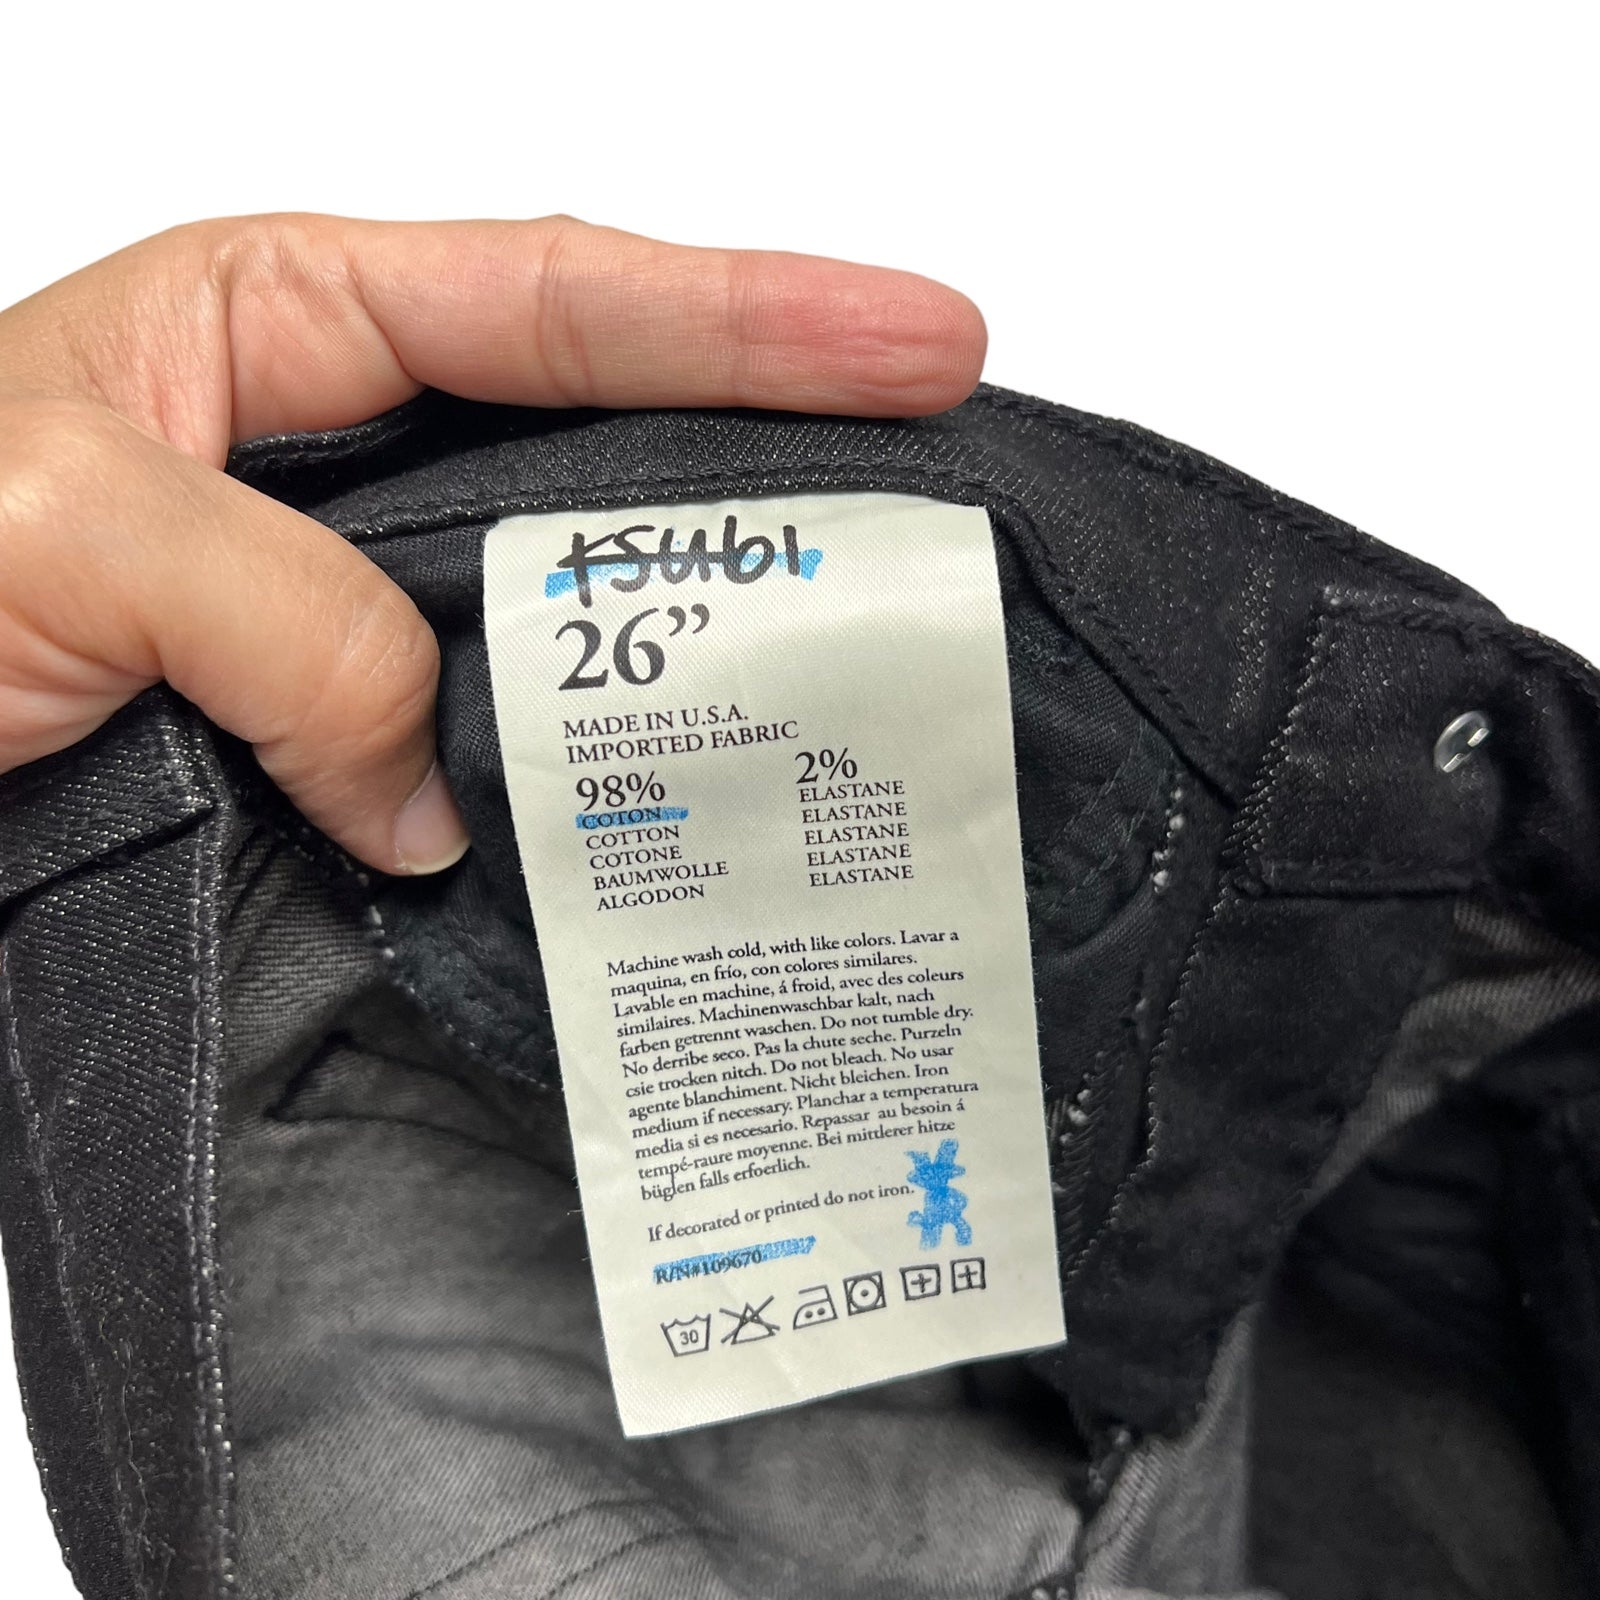 Ksubi
26”
MADE IN U.S.A.
IMPORTED FABRIC
98%
COTON
COTTON
COTONE
BAUMWOLLE
ALGODON
2%
ELASTANE
ELASTANE
ELASTANE
ELASTANE
ELASTANE
Machine wash cold, with like colors. Lavar a
maquina, en frío, con colores similares.
Lavable en machine, á froid, avec des couleurs
similaires. Machinenwaschbar kalt, nach
farben getrennt waschen. Do not tumble dry.
No derribe seco. Pas la chute seche. Purzeln
csie trocken nitch. Do not bleach. No usar
agente blanchiment. Nicht bleichen. Iron
medium if necessary. Planchar a temperatura
media si es necesario. Repassar au besoin á
tempé-raure moyenne. Bei mittlerer hitze
büglen falls erfoerlich.
If decorated or printed do not iron.
R/N#109670
30